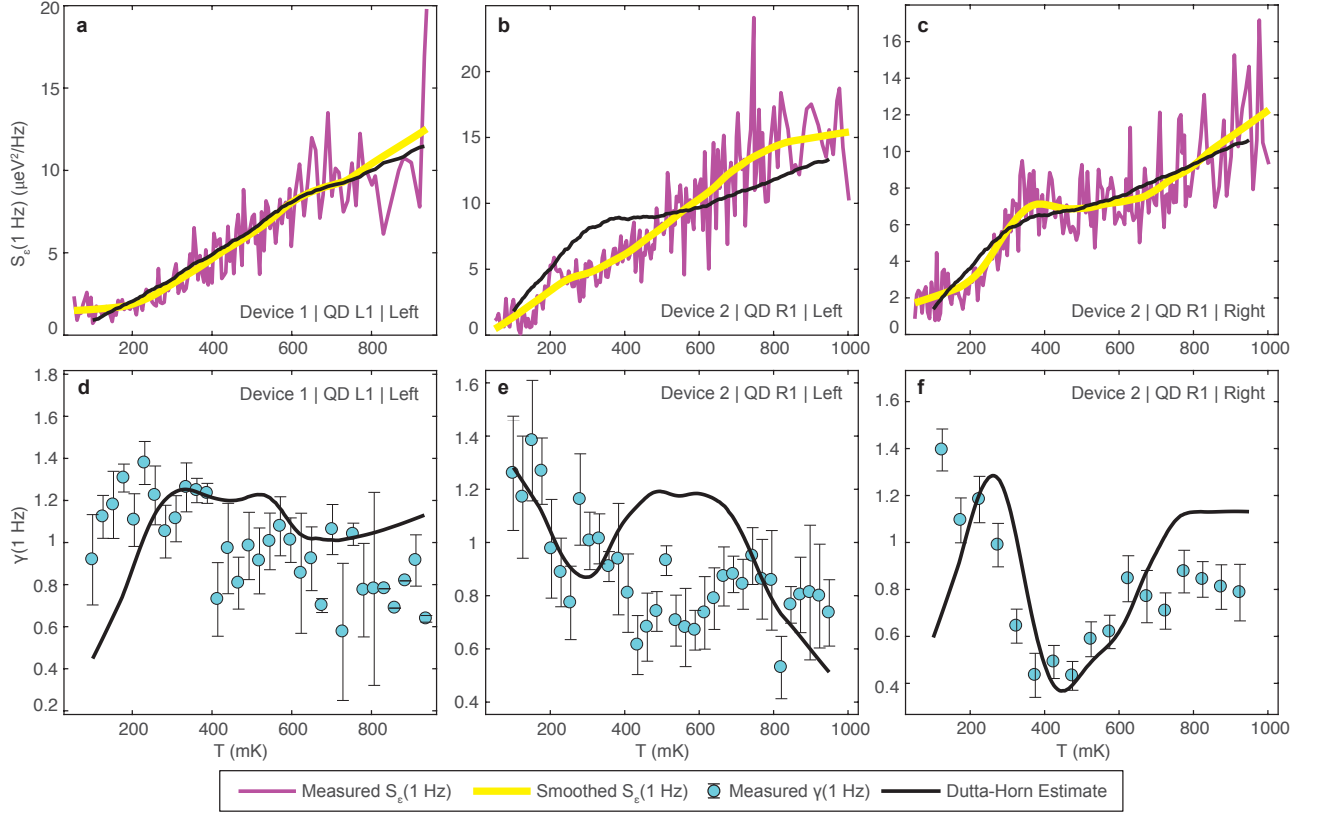 a
20
15
10
5
0
S_ε(1 Hz) (μeV²/Hz)
Device 1 | QD L1 | Left
200 400 600 800
b
20
15
10
5
0
Device 2 | QD R1 | Left
200 400 600 800 1000
c
16
14
12
10
8
6
4
2
0
Device 2 | QD R1 | Right
200 400 600 800 1000
d
Device 1 | QD L1 | Left
1.8
1.6
1.4
1.2
1
0.8
0.6
0.4
0.2
γ(1 Hz)
200 400 600 800
T (mK)
e
Device 2 | QD R1 | Left
1.6
1.4
1.2
1
0.8
0.6
0.4
200 400 600 800 1000
T (mK)
f
Device 2 | QD R1 | Right
1.6
1.4
1.2
1
0.8
0.6
0.4
200 400 600 800 1000
T (mK)
Measured S_ε(1 Hz) Smoothed S_ε(1 Hz) Measured γ(1 Hz) Dutta-Horn Estimate